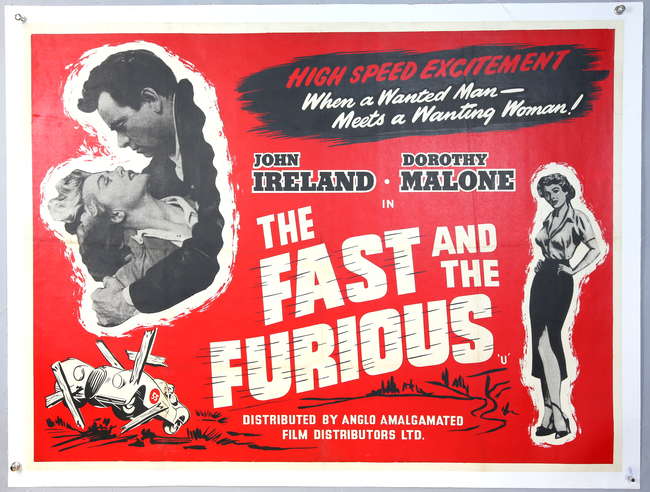 HIGH SPEED EXCITEMENT
When a Wanted Man—
Meets a Wanting Woman!
JOHN IRELAND · DOROTHY MALONE
IN
THE
FAST AND
THE
FURIOUS
'U'
DISTRIBUTED BY ANGLO AMALGAMATED
FILM DISTRIBUTORS LTD.